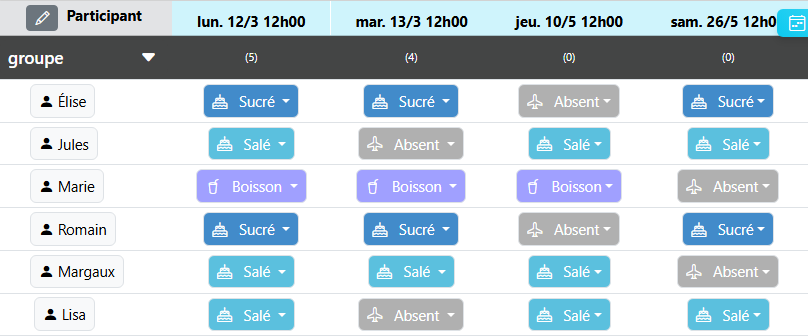 Participant lun. 12/3 12h00 mar. 13/3 12h00 jeu. 10/5 12h00 sam. 26/5 12h0
groupe (5) (4) (0) (0)
Élise Sucré Sucré Absent Sucré
Jules Salé Absent Salé Salé
Marie Boisson Boisson Boisson Absent
Romain Sucré Sucré Absent Sucré
Margaux Salé Salé Salé Absent
Lisa Salé Absent Salé Salé